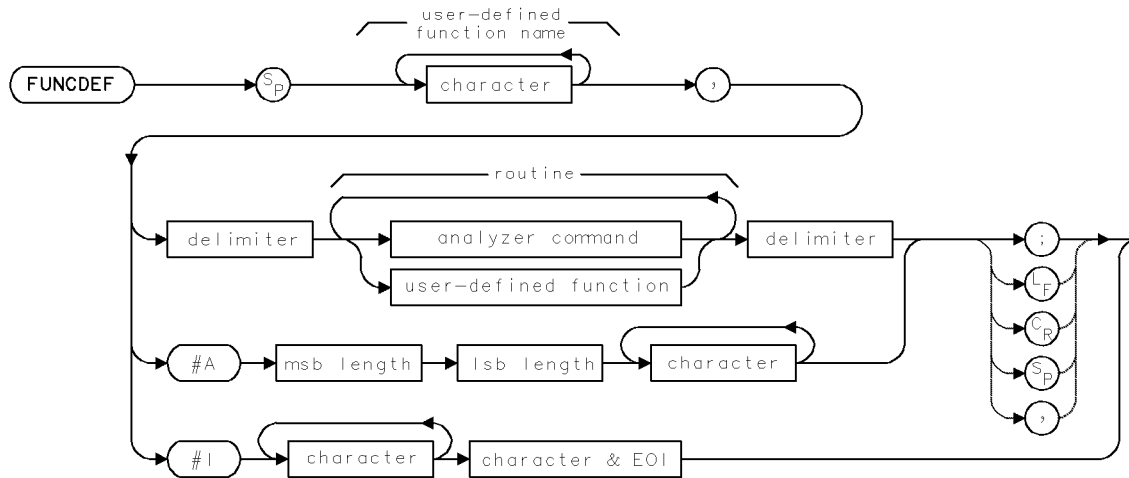 user-defined
function name
FUNCDEF
SP
character
,
routine
delimiter
analyzer command
delimiter
user-defined function
;
LF
CR
SP
,
#A
msb length
lsb length
character
#I
character
character & EOI